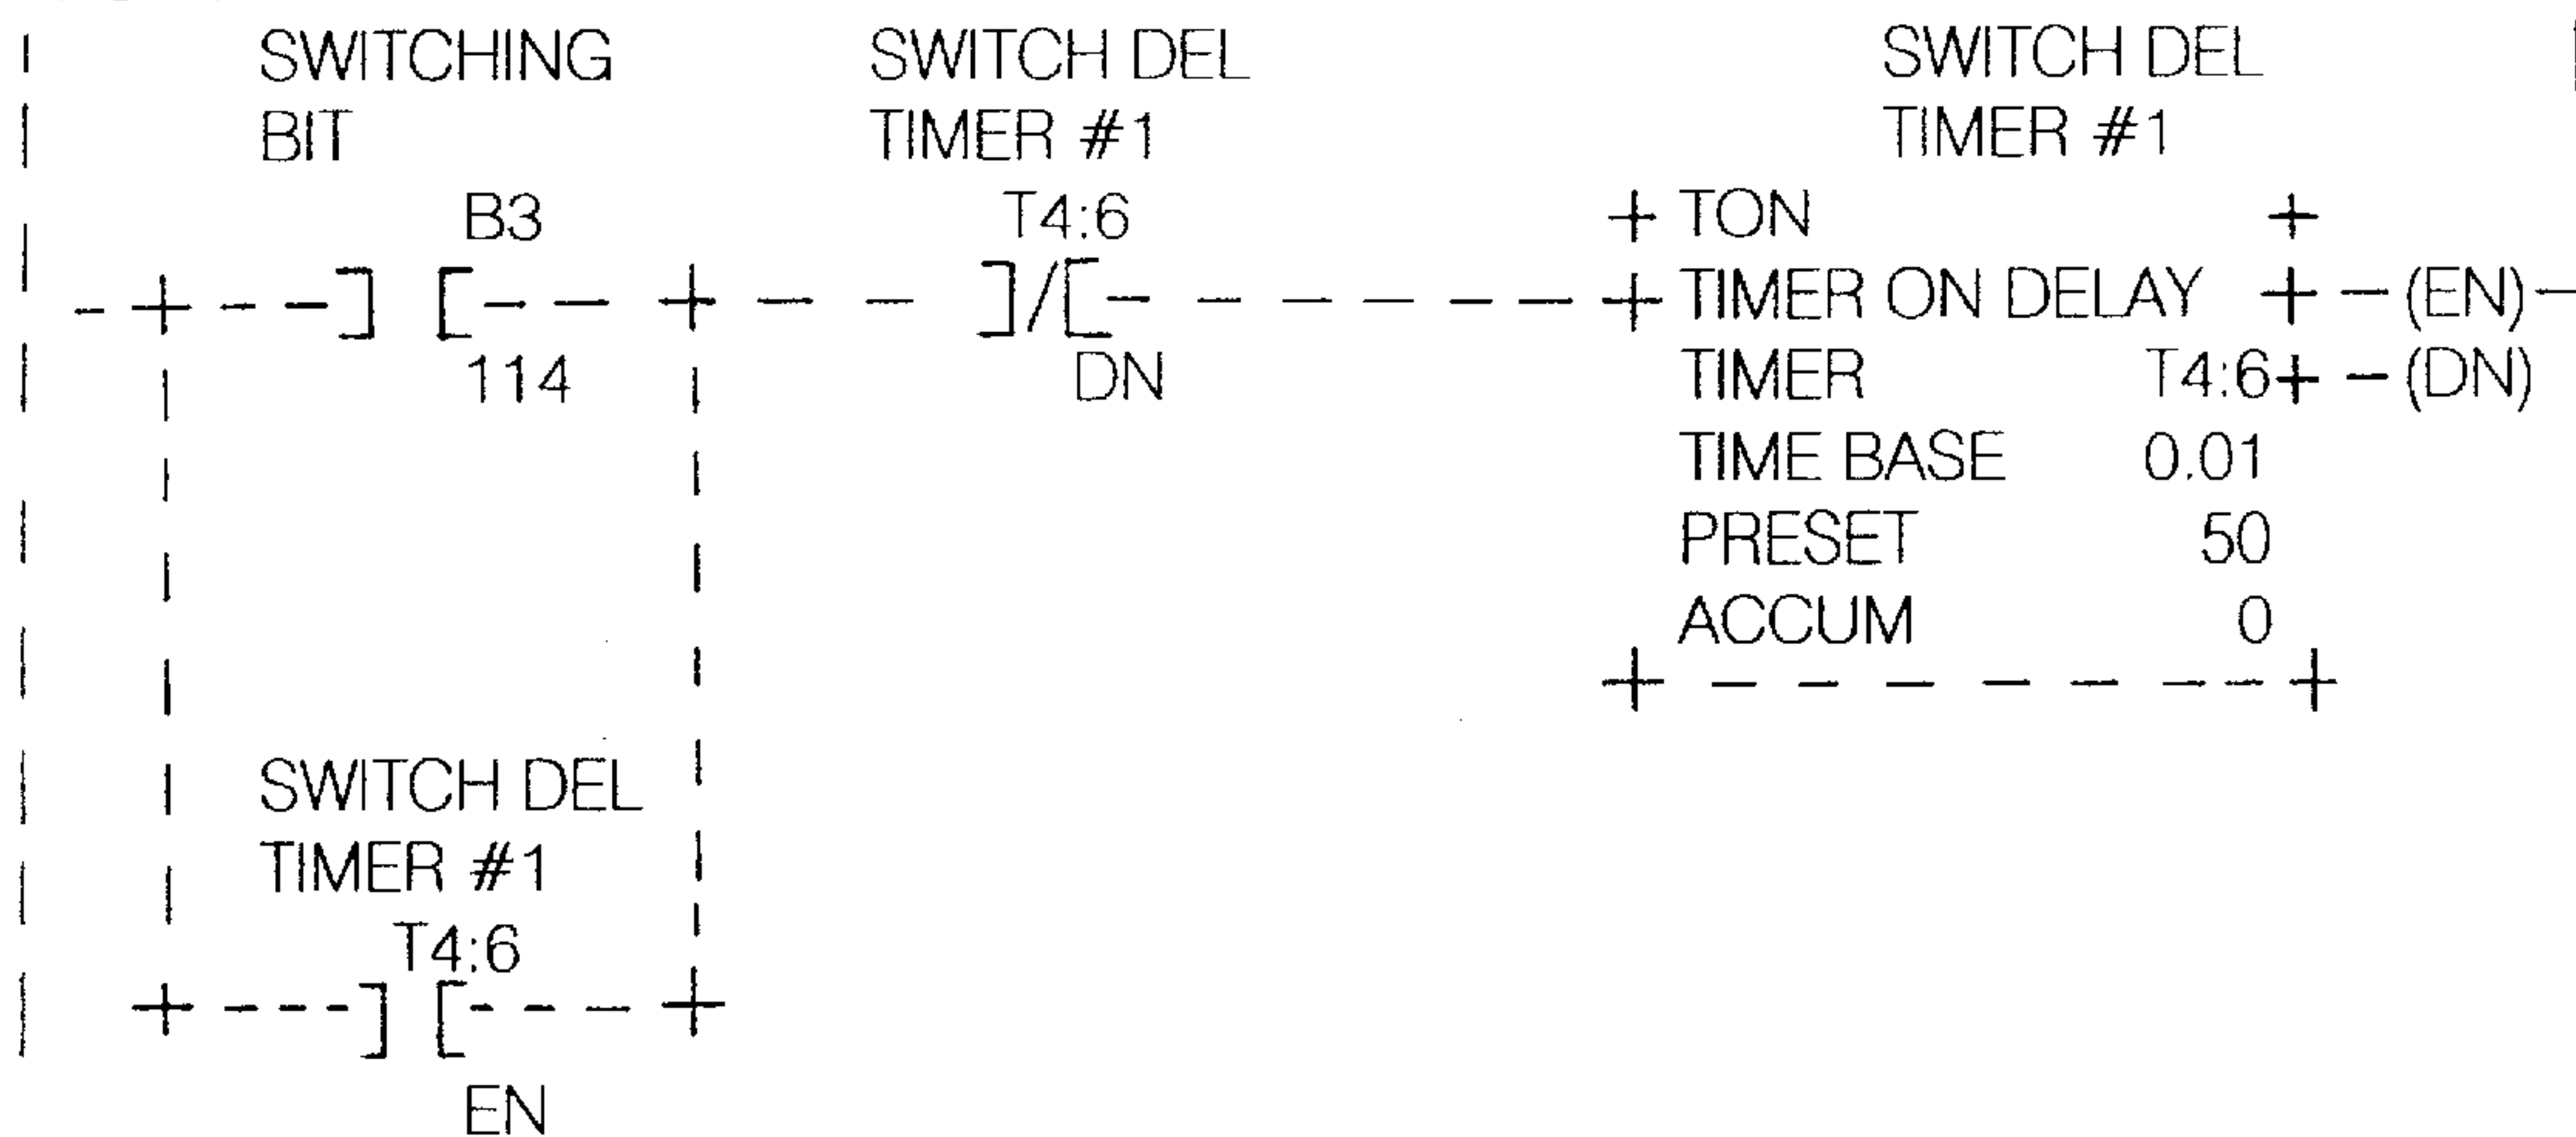 SWITCHING
BIT
B3
] [
114
SWITCH DEL
TIMER #1
T4:6
]/[
DN
SWITCH DEL
TIMER #1
TON
TIMER ON DELAY (EN)
TIMER T4:6 (DN)
TIME BASE 0.01
PRESET 50
ACCUM 0
SWITCH DEL
TIMER #1
T4:6
] [
EN